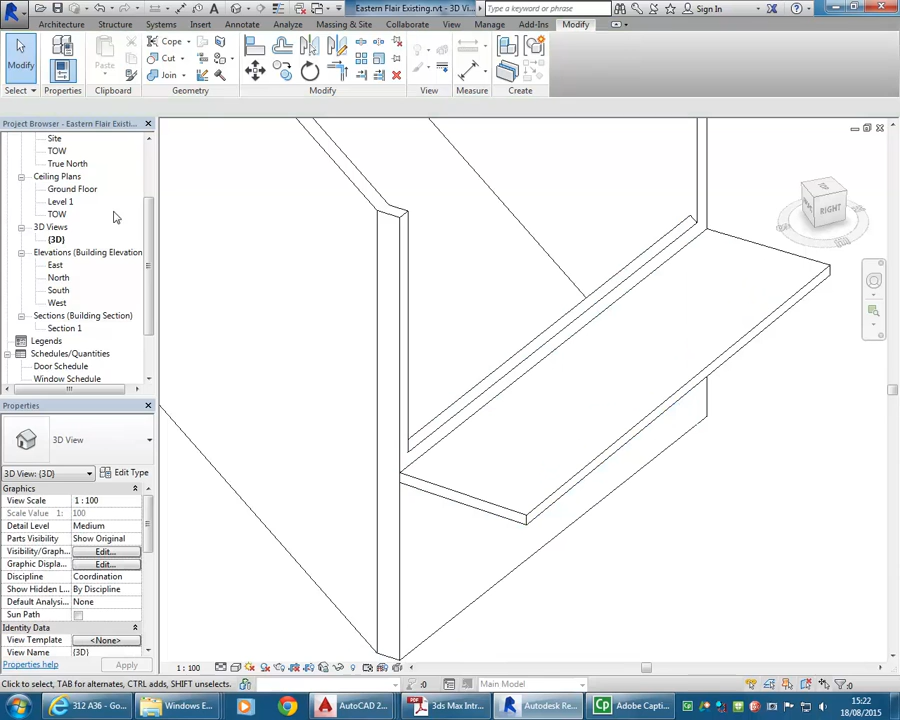 Eastern Flair Existing.rvt - 3D Vi...
Type a keyword or phrase
Sign In
Architecture Structure Systems Insert Annotate Analyze Massing & Site Collaborate View Manage Add-Ins Modify
Modify
Paste
Cope
Cut
Join
Select Properties Clipboard Geometry Modify View Measure Create
Project Browser - Eastern Flair Existi...
Site
TOW
True North
Ceiling Plans
Ground Floor
Level 1
TOW
3D Views
{3D}
Elevations (Building Elevation
East
North
South
West
Sections (Building Section)
Section 1
Legends
Schedules/Quantities
Door Schedule
Window Schedule
RIGHT
Properties
3D View
3D View: {3D}
Edit Type
Graphics
View Scale 1 : 100
Scale Value 1: 100
Detail Level Medium
Parts Visibility Show Original
Visibility/Graph... Edit...
Graphic Displa... Edit...
Discipline Coordination
Show Hidden L... By Discipline
Default Analysi... None
Sun Path
Identity Data
View Template <None>
View Name {3D}
Properties help
Apply
1 : 100
Click to select, TAB for alternates, CTRL adds, SHIFT unselects.
:0
Main Model
:0
312 A36 - Goo...
Windows E...
AutoCAD 2...
3ds Max Intr...
Autodesk Re...
Adobe Capti...
15:22
18/08/2015